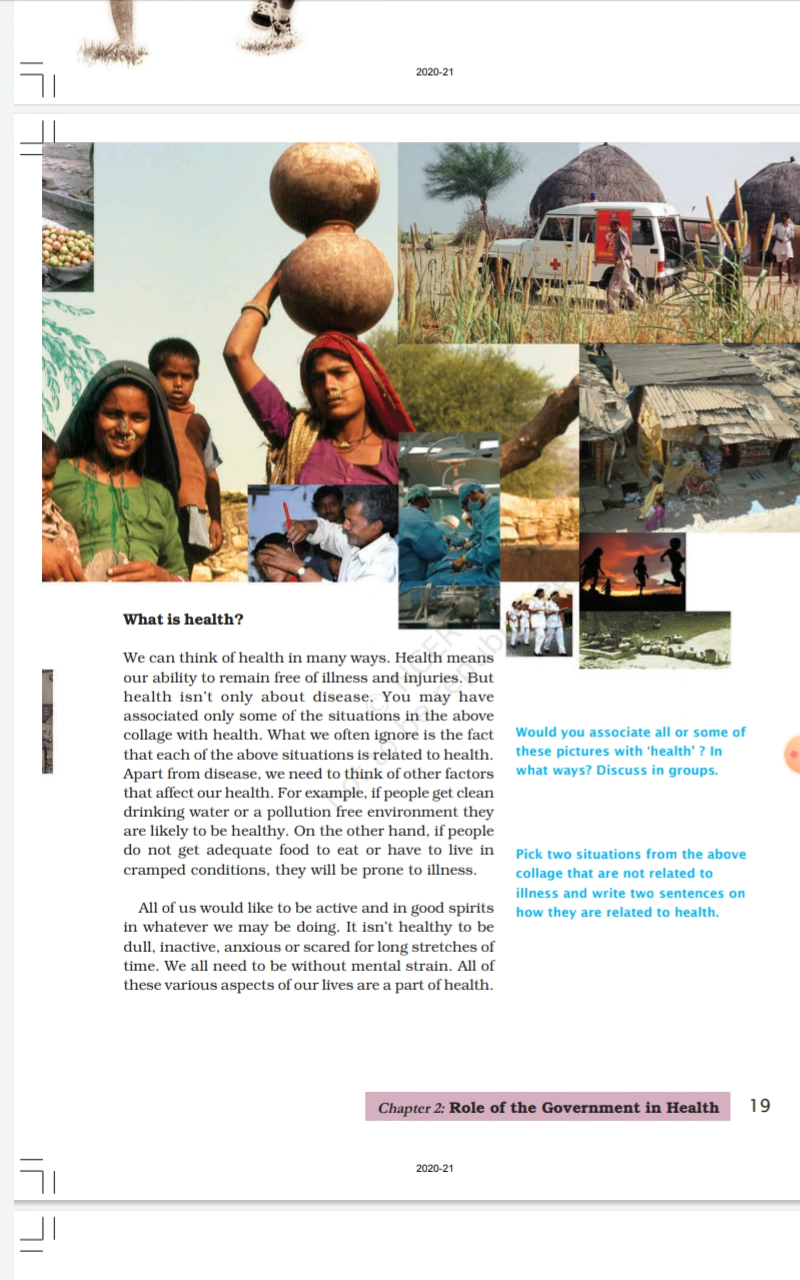 2020-21
What is health?
We can think of health in many ways. Health means
our ability to remain free of illness and injuries. But
health isn't only about disease. You may have
associated only some of the situations in the above
collage with health. What we often ignore is the fact
that each of the above situations is related to health.
Apart from disease, we need to think of other factors
that affect our health. For example, if people get clean
drinking water or a pollution free environment they
are likely to be healthy. On the other hand, if people
do not get adequate food to eat or have to live in
cramped conditions, they will be prone to illness.
All of us would like to be active and in good spirits
in whatever we may be doing. It isn't healthy to be
dull, inactive, anxious or scared for long stretches of
time. We all need to be without mental strain. All of
these various aspects of our lives are a part of health.
Would you associate all or some of
these pictures with ‘health’ ? In
what ways? Discuss in groups.
Pick two situations from the above
collage that are not related to
illness and write two sentences on
how they are related to health.
Chapter 2: Role of the Government in Health 19
2020-21